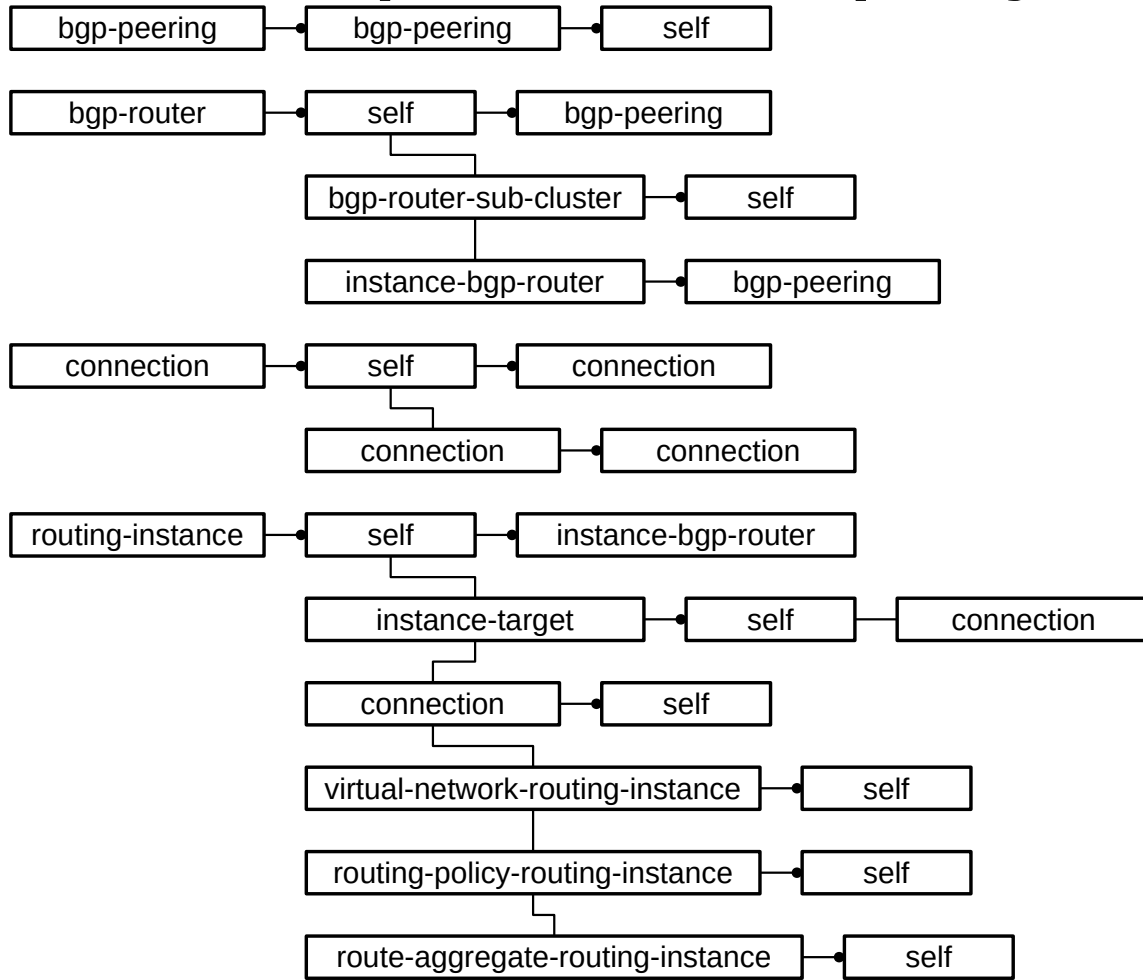 bgp-peering bgp-peering self
bgp-router self bgp-peering
bgp-router-sub-cluster self
instance-bgp-router bgp-peering
connection self connection
connection connection
routing-instance self instance-bgp-router
instance-target self connection
connection self
virtual-network-routing-instance self
routing-policy-routing-instance self
route-aggregate-routing-instance self